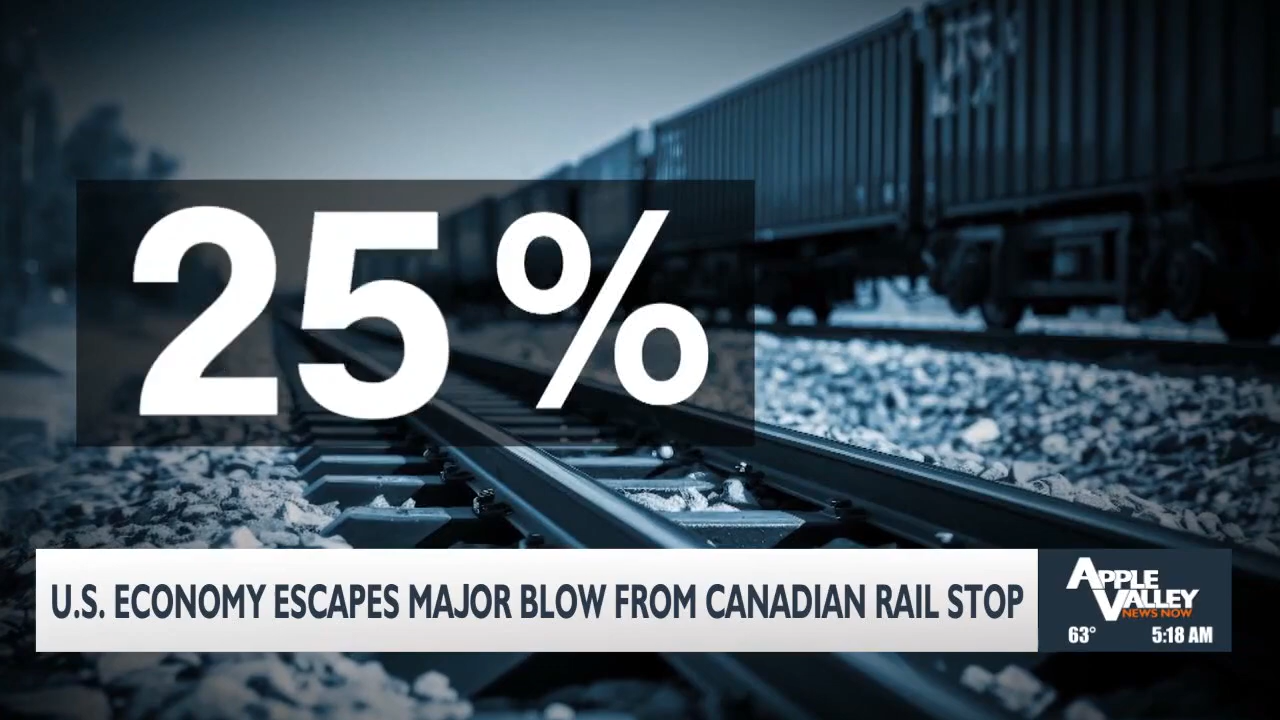 25%
U.S. ECONOMY ESCAPES MAJOR BLOW FROM CANADIAN RAIL STOP
APPLE
VALLEY
NEWS NOW
63° 5:18 AM